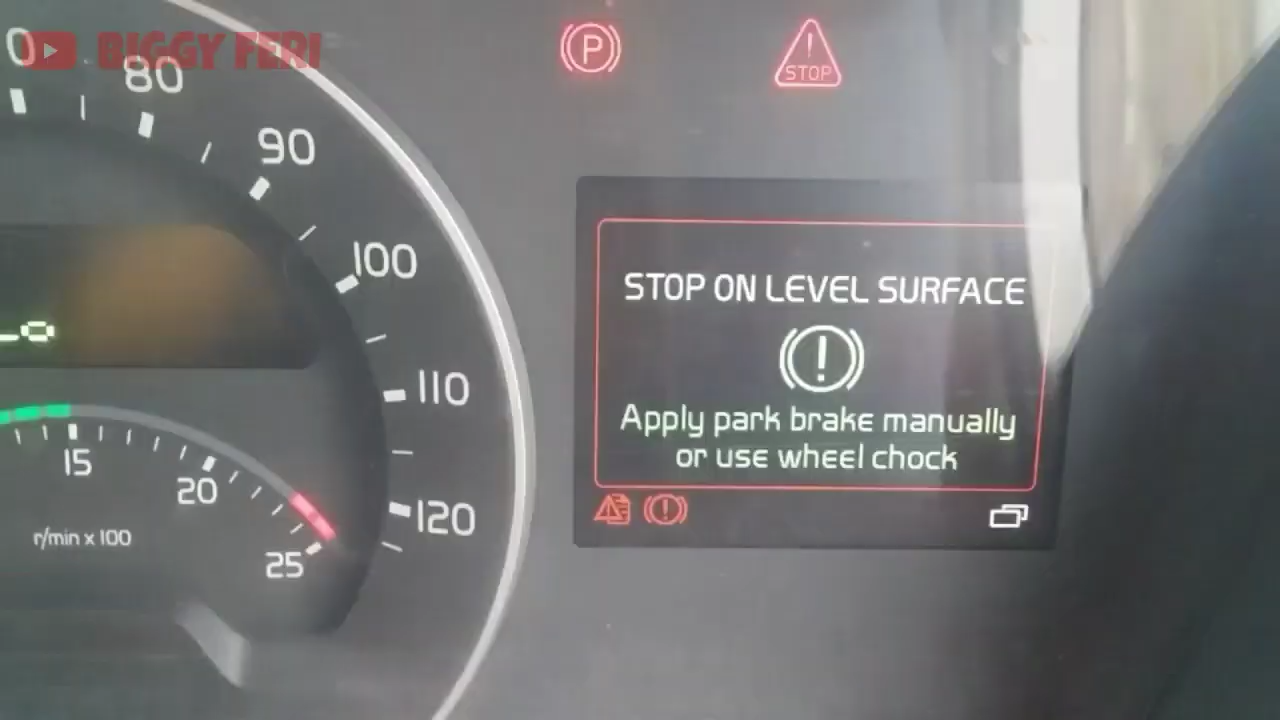 BIGGY FERI
0
80
90
100
110
120
15
20
25
r/min x 100
P
!
STOP
STOP ON LEVEL SURFACE
!
Apply park brake manually
or use wheel chock
!